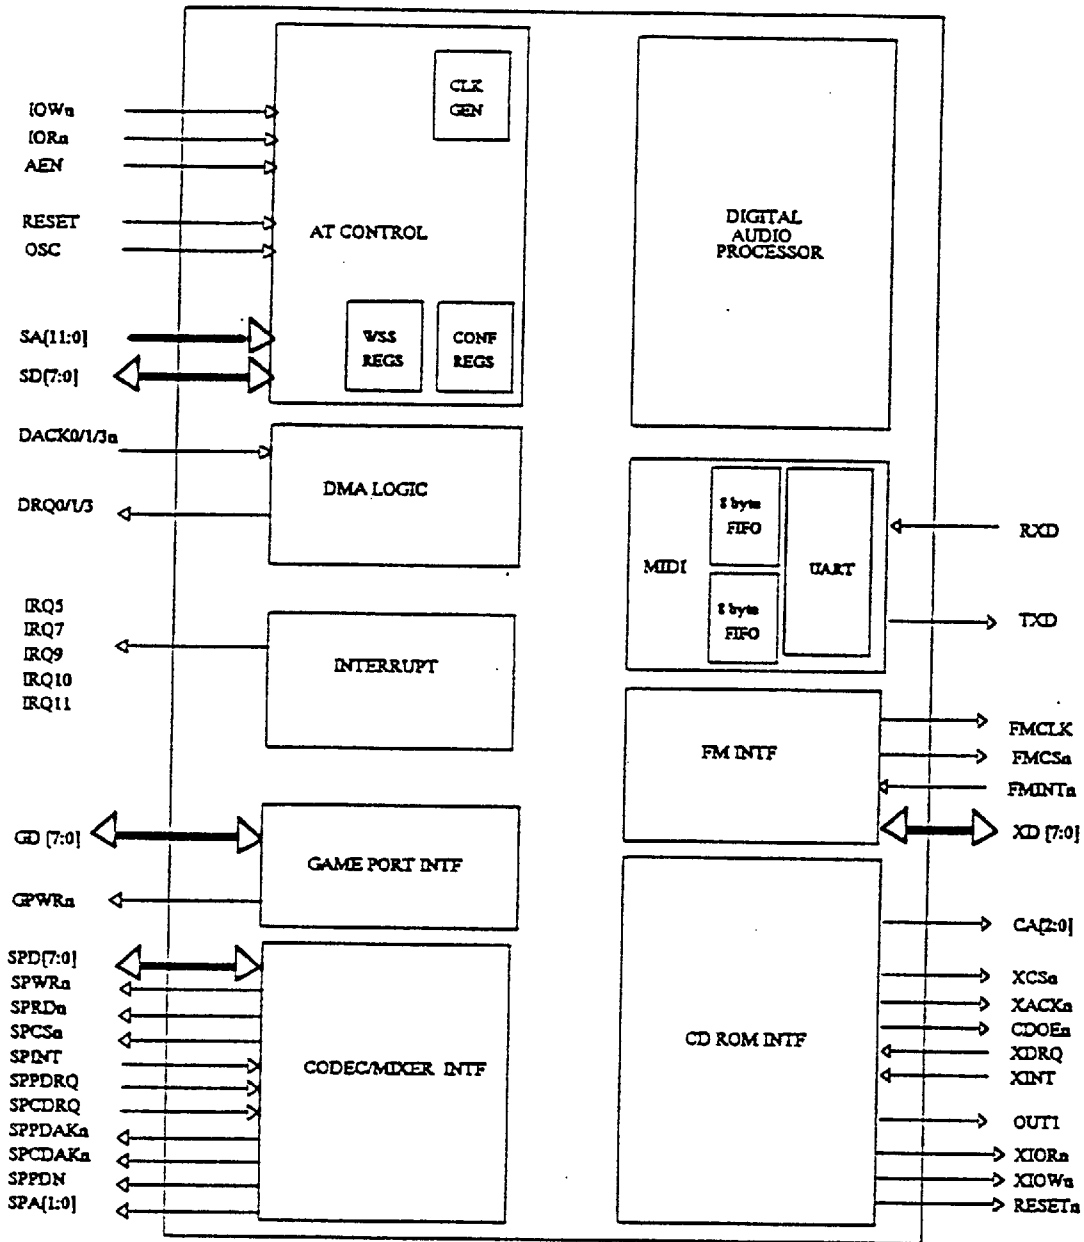 CLK
GEN
IOWn
IORn
AEN
RESET
OSC
AT CONTROL
SA[11:0]
SD[7:0]
WSS
REGS
CONF
REGS
DIGITAL
AUDIO
PROCESSOR
DACK0/1/3n
DRQ0/1/3
DMA LOGIC
MIDI
8 byte
FIFO
8 byte
FIFO
UART
RXD
TXD
IRQ5
IRQ7
IRQ9
IRQ10
IRQ11
INTERRUPT
FM INTF
FMCLK
FMCSn
FMINTn
XD [7:0]
GD [7:0]
GPWRn
GAME PORT INTF
SPD[7:0]
SPWRn
SPRDn
SPCSn
SPINT
SPPDRQ
SPCDRQ
SPPDAKn
SPCDAKn
SPPDN
SPA[1:0]
CODEC/MIXER INTF
CD ROM INTF
CA[2:0]
XCSn
XACKn
CDOEn
XDRQ
XINT
OUT1
XIORn
XIOWn
RESETn